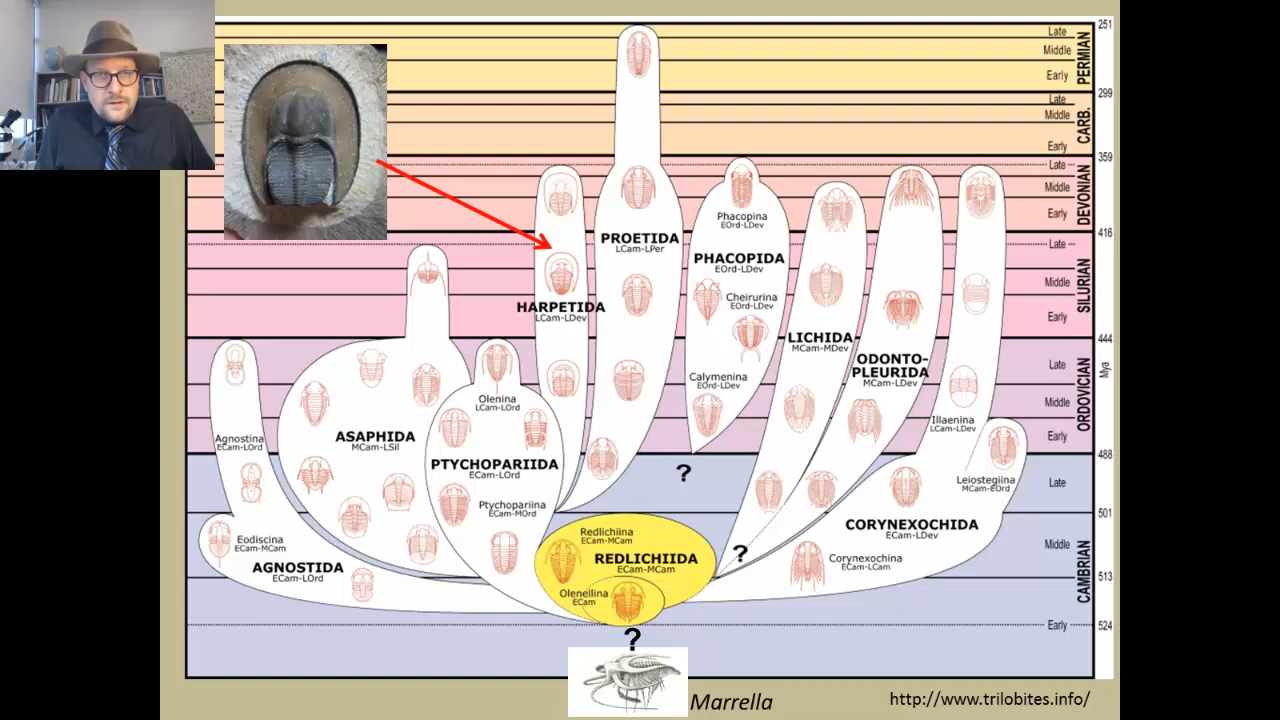 251
Late
Middle
Early
PERMIAN
299
Late
Middle
Early
CARB.
359
Late
Middle
Early
DEVONIAN
416
Late
Middle
Early
SILURIAN
444
Mya
Late
Middle
Early
ORDOVICIAN
488
Late
501
Middle
513
Early
524
CAMBRIAN
PROETIDA
LCam-LPer
Phacopina
EOrd-LDev
PHACOPIDA
EOrd-LDev
Cheirurina
EOrd-LDev
Calymenina
EOrd-LDev
HARPETIDA
LCam-LDev
LICHIDA
MCam-MDev
ODONTO-
PLEURIDA
MCam-LDev
Illaenina
LCam-LDev
Leiostegiina
MCam-EOrd
CORYNEXOCHIDA
ECam-LDev
Corynexochina
ECam-LCam
Agnostina
ECam-LOrd
Eodiscina
ECam-MCam
AGNOSTIDA
ECam-LOrd
ASAPHIDA
MCam-LSil
Olenina
LCam-LOrd
PTYCHOPARIIDA
ECam-LOrd
Ptychopariina
ECam-MOrd
Redlichiina
ECam-MCam
REDLICHIIDA
ECam-MCam
Olenellina
ECam
?
?
?
Marrella
http://www.trilobites.info/